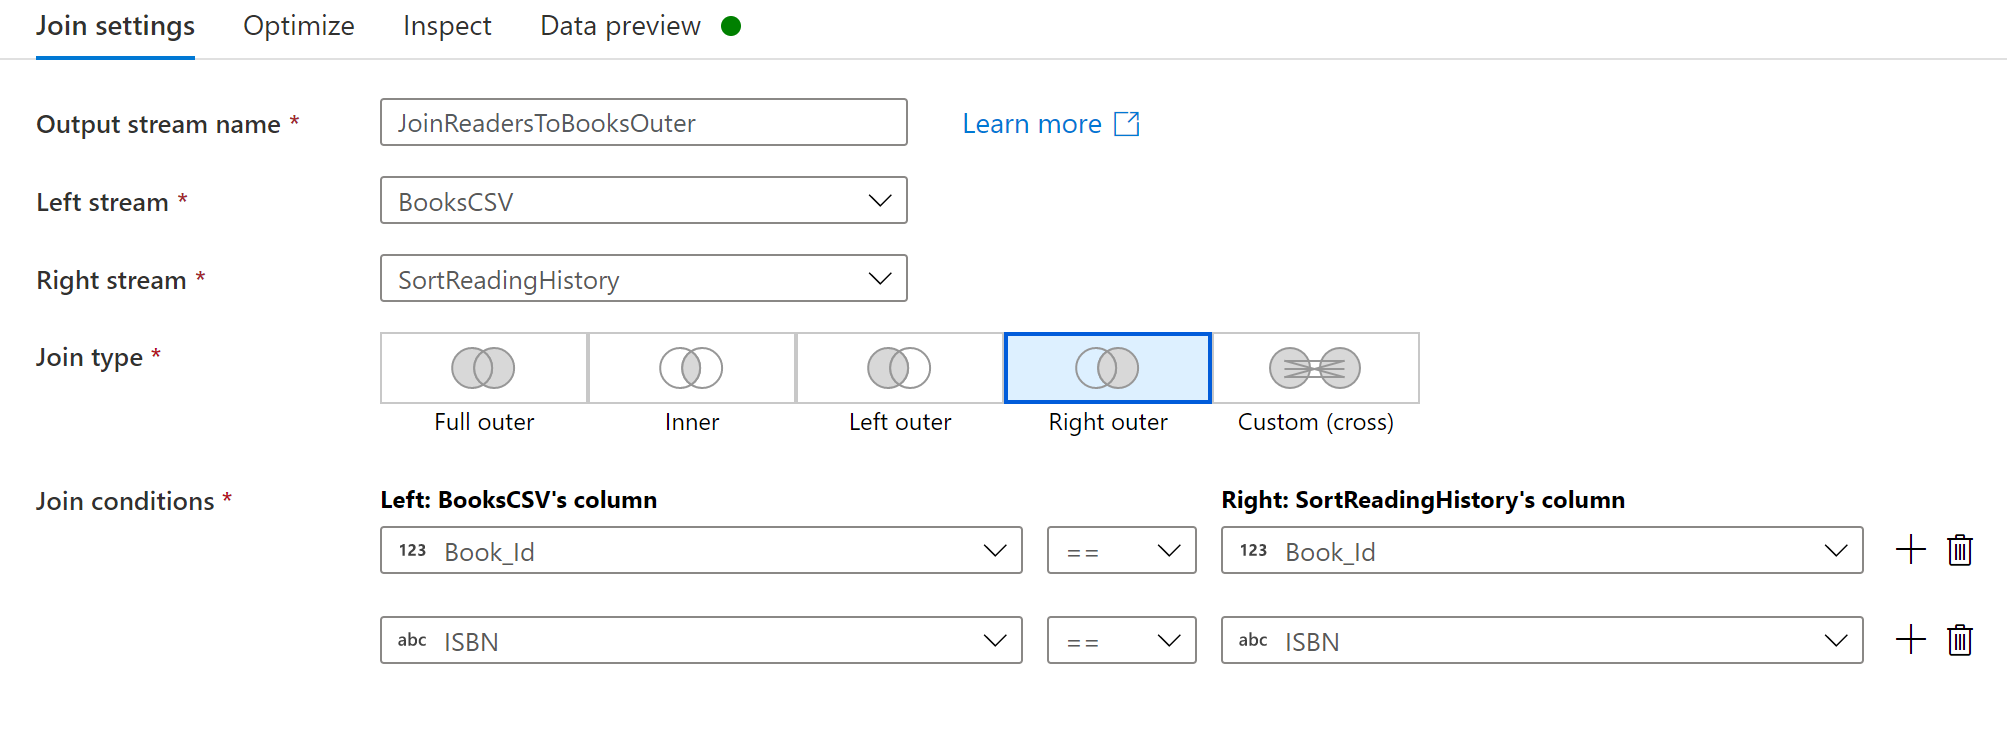 Join settings Optimize Inspect Data preview
Output stream name * JoinReadersToBooksOuter Learn more
Left stream * BooksCSV
Right stream * SortReadingHistory
Join type *
Full outer Inner Left outer Right outer Custom (cross)
Join conditions * Left: BooksCSV's column Right: SortReadingHistory's column
123 Book_Id == 123 Book_Id
abc ISBN == abc ISBN